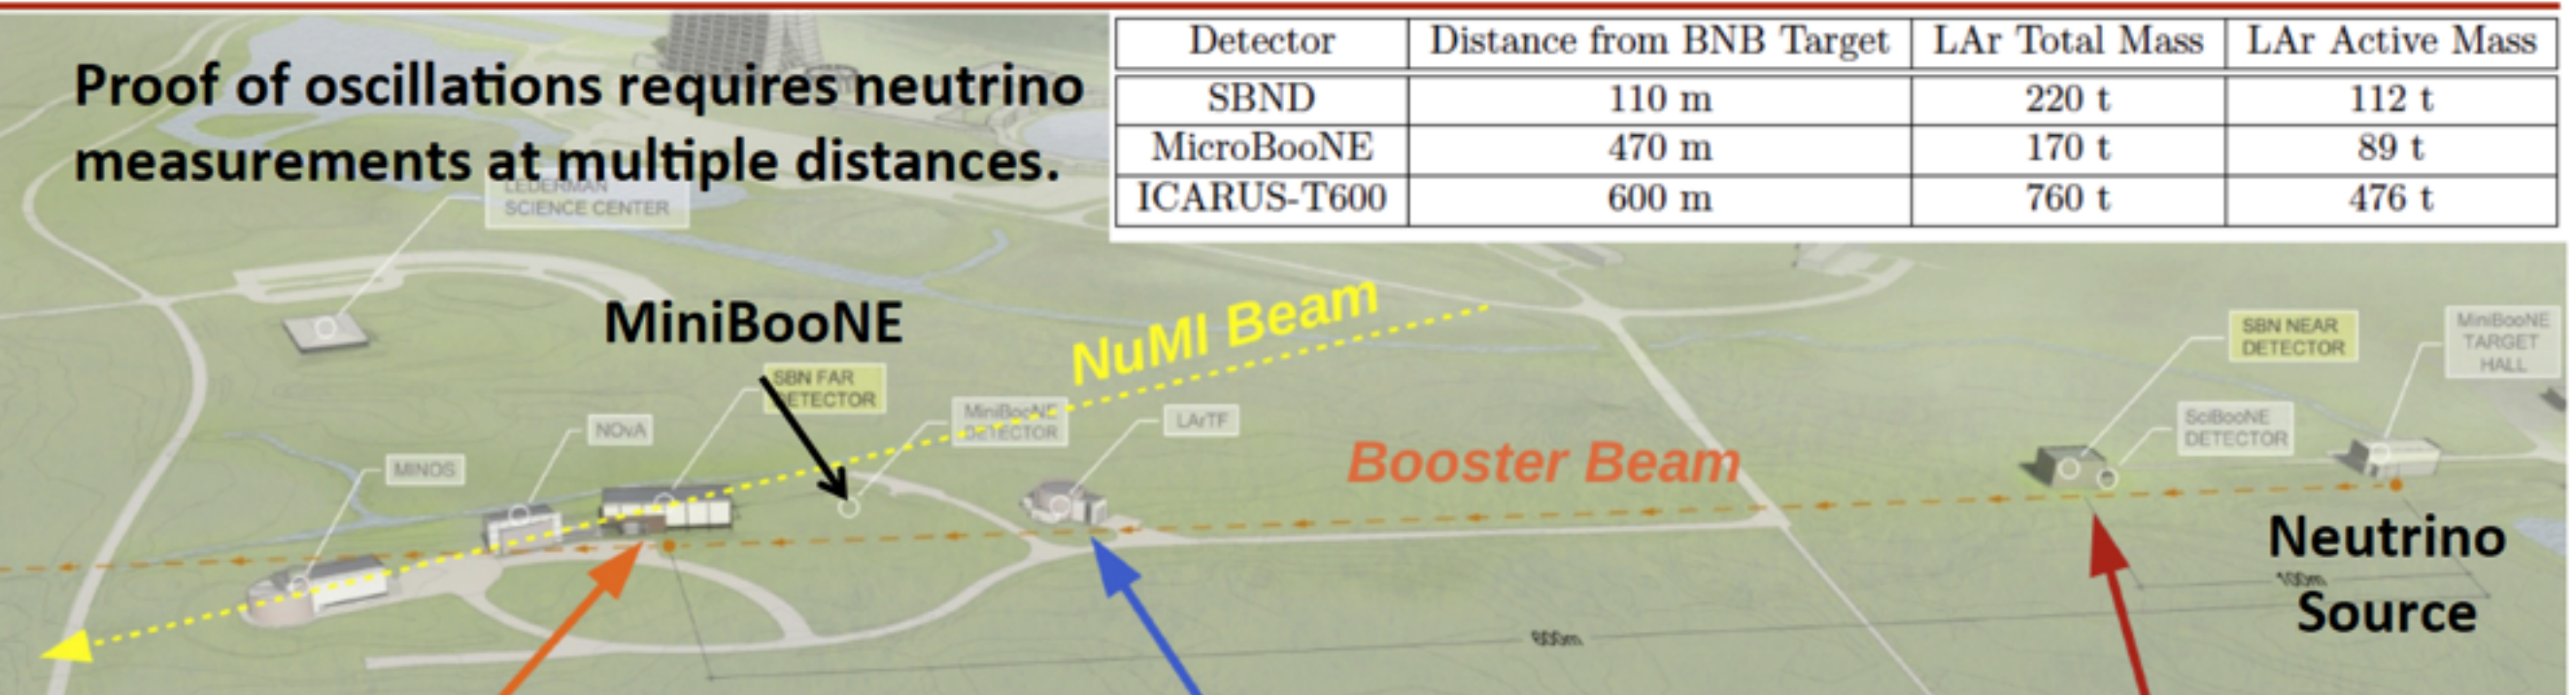 Proof of oscillations requires neutrino
measurements at multiple distances.
Detector Distance from BNB Target LAr Total Mass LAr Active Mass
SBND 110 m 220 t 112 t
MicroBooNE 470 m 170 t 89 t
ICARUS-T600 600 m 760 t 476 t
LEDERMAN
SCIENCE CENTER
MiniBooNE
NuMI Beam
SBN NEAR
DETECTOR
MiniBooNE
TARGET
HALL
SBN FAR
DETECTOR
MiniBooNE
DETECTOR
LArTF
SciBooNE
DETECTOR
NOvA
MINOS
Booster Beam
Neutrino
Source
100m
600m